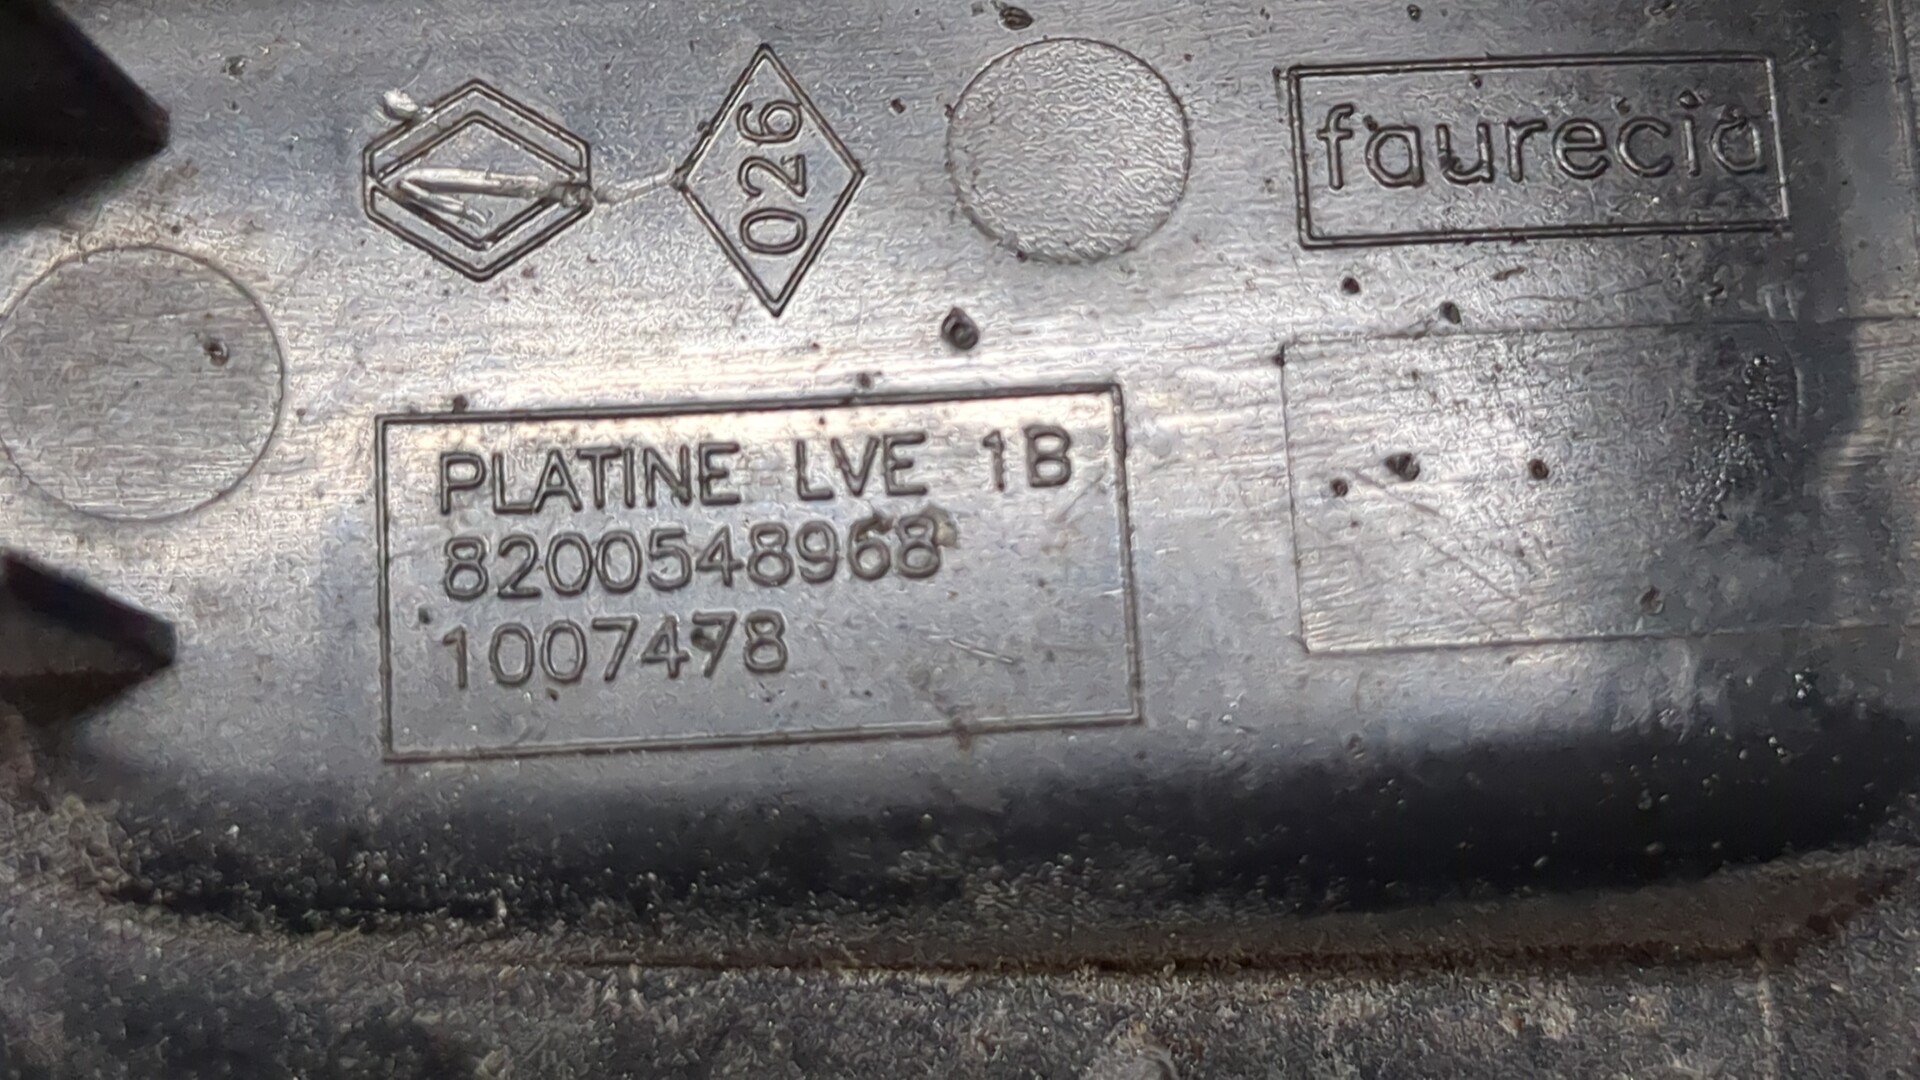 026
faurecia
PLATINE LVE 1B
8200548968
1007478